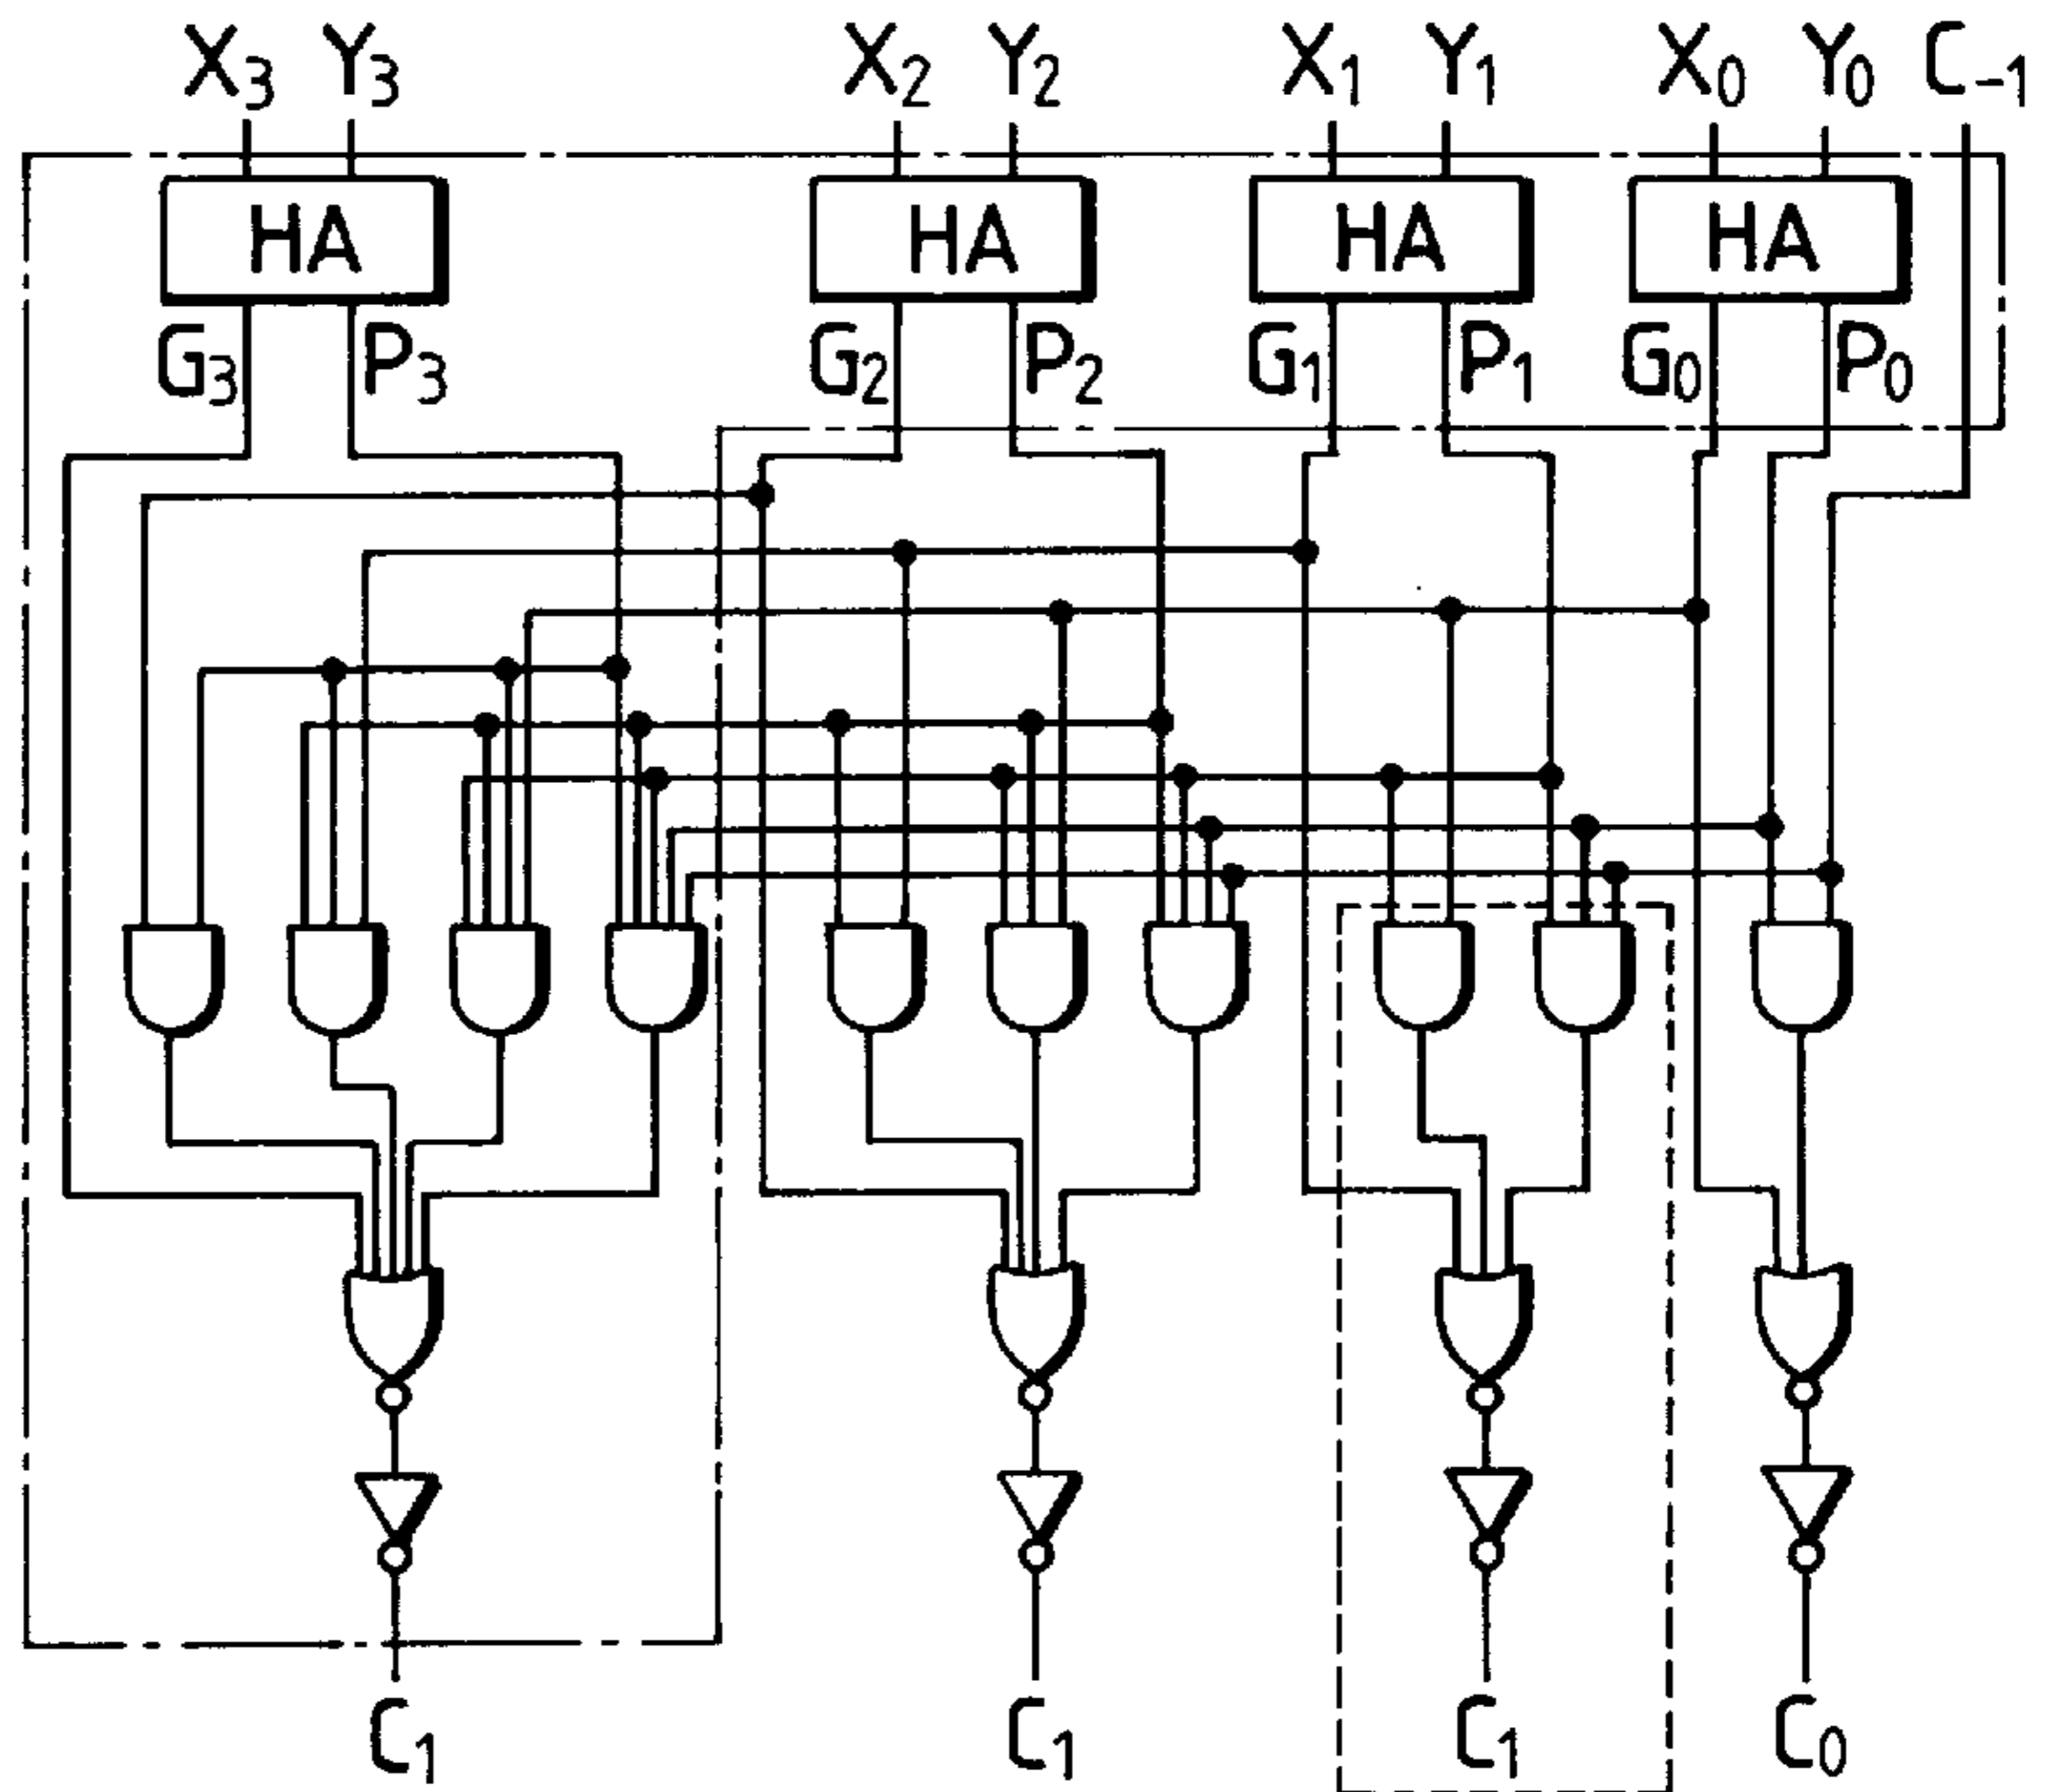 X3 Y3 X2 Y2 X1 Y1 X0 Y0 C-1
HA HA HA HA
G3 P3 G2 P2 G1 P1 G0 P0
C1 C1 C1 C0